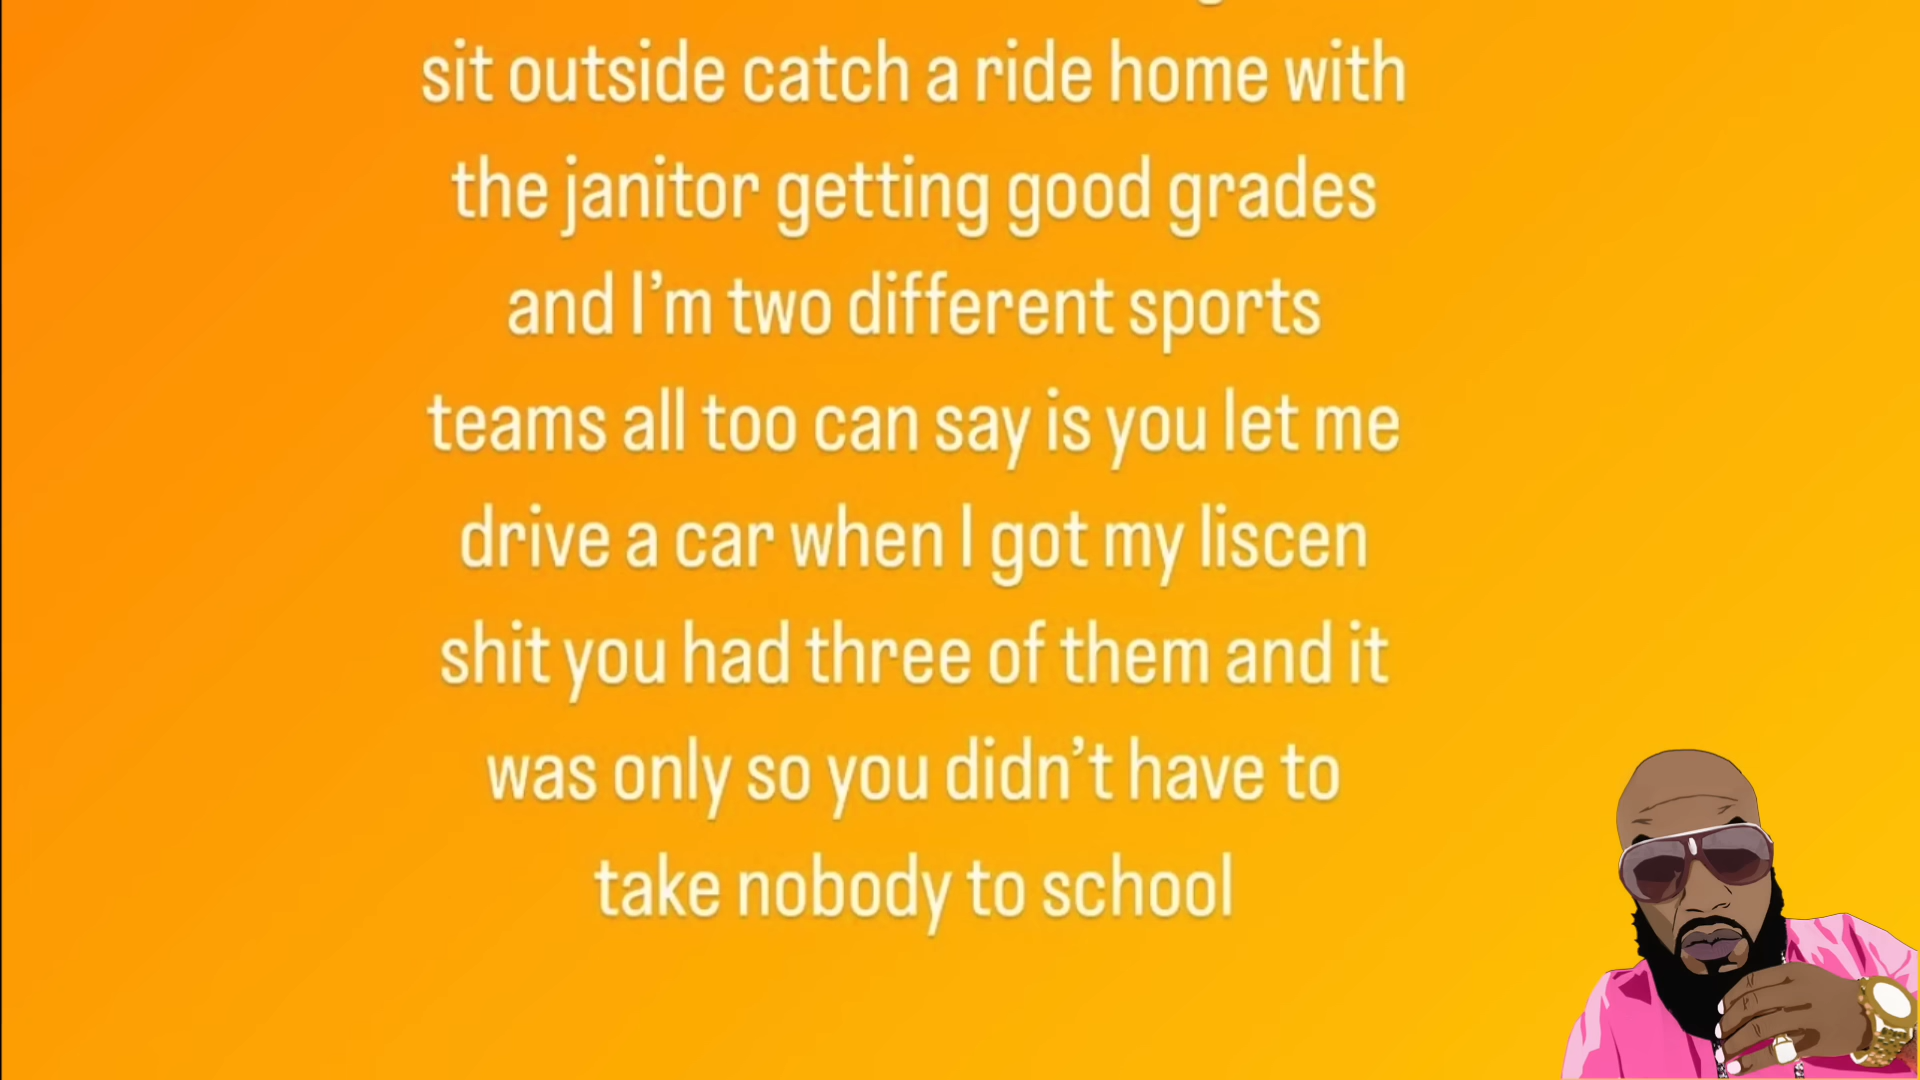 sit outside catch a ride home with
the janitor getting good grades
and I’m two different sports
teams all too can say is you let me
drive a car when I got my liscen
shit you had three of them and it
was only so you didn’t have to
take nobody to school